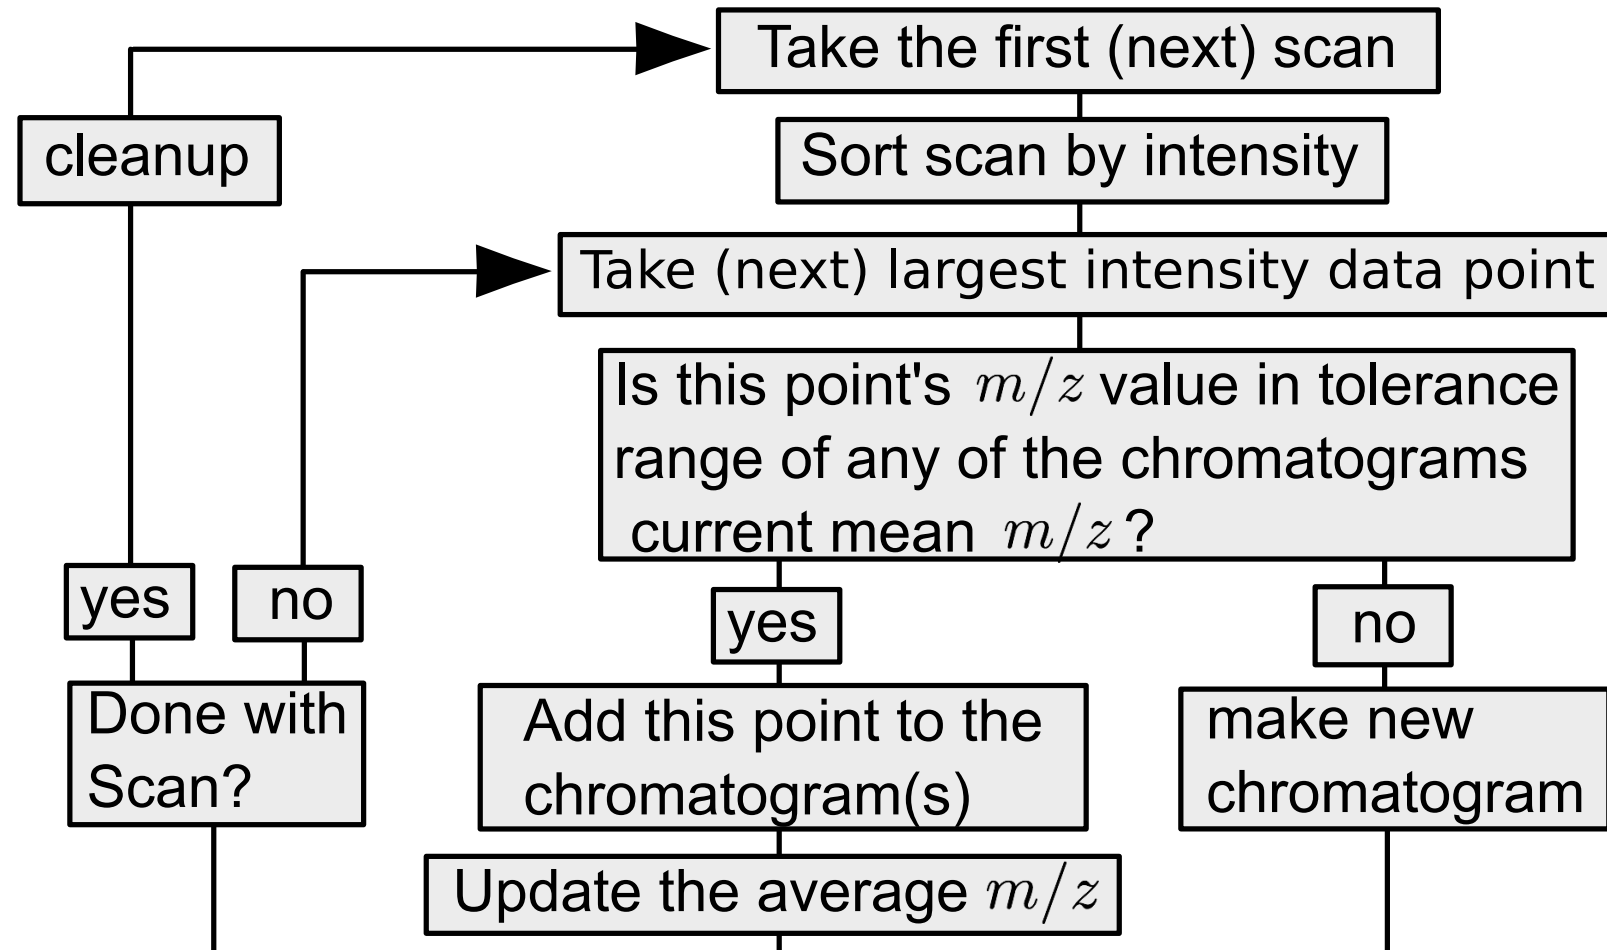 Take the first (next) scan
cleanup
Sort scan by intensity
Take (next) largest intensity data point
Is this point's m/z value in tolerance
range of any of the chromatograms
current mean m/z ?
yes
no
yes
no
Done with
Scan?
Add this point to the
chromatogram(s)
make new
chromatogram
Update the average m/z